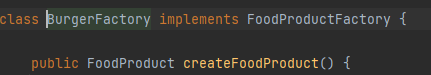 class BurgerFactory implements FoodProductFactory {
public FoodProduct createFoodProduct() {